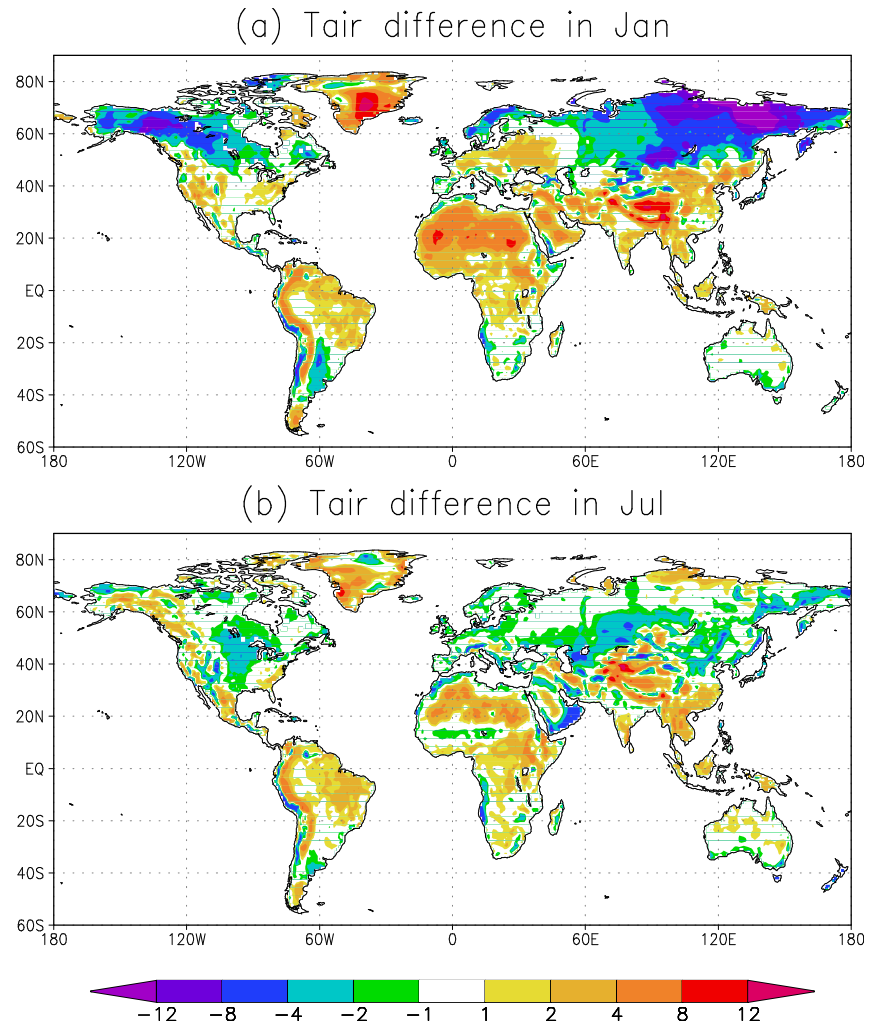 (a) Tair difference in Jan
80N
60N
40N
20N
EQ
20S
40S
60S
180 120W 60W 0 60E 120E 180
(b) Tair difference in Jul
80N
60N
40N
20N
EQ
20S
40S
60S
180 120W 60W 0 60E 120E 180
−12 −8 −4 −2 −1 1 2 4 8 12